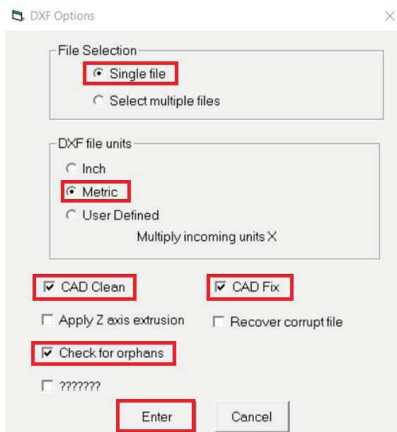 DXF Options
File Selection
Single file
Select multiple files
DXF file units
Inch
Metric
User Defined
Multiply incoming units X
CAD Clean
CAD Fix
Apply Z axis extrusion
Recover corrupt file
Check for orphans
???????
Enter
Cancel